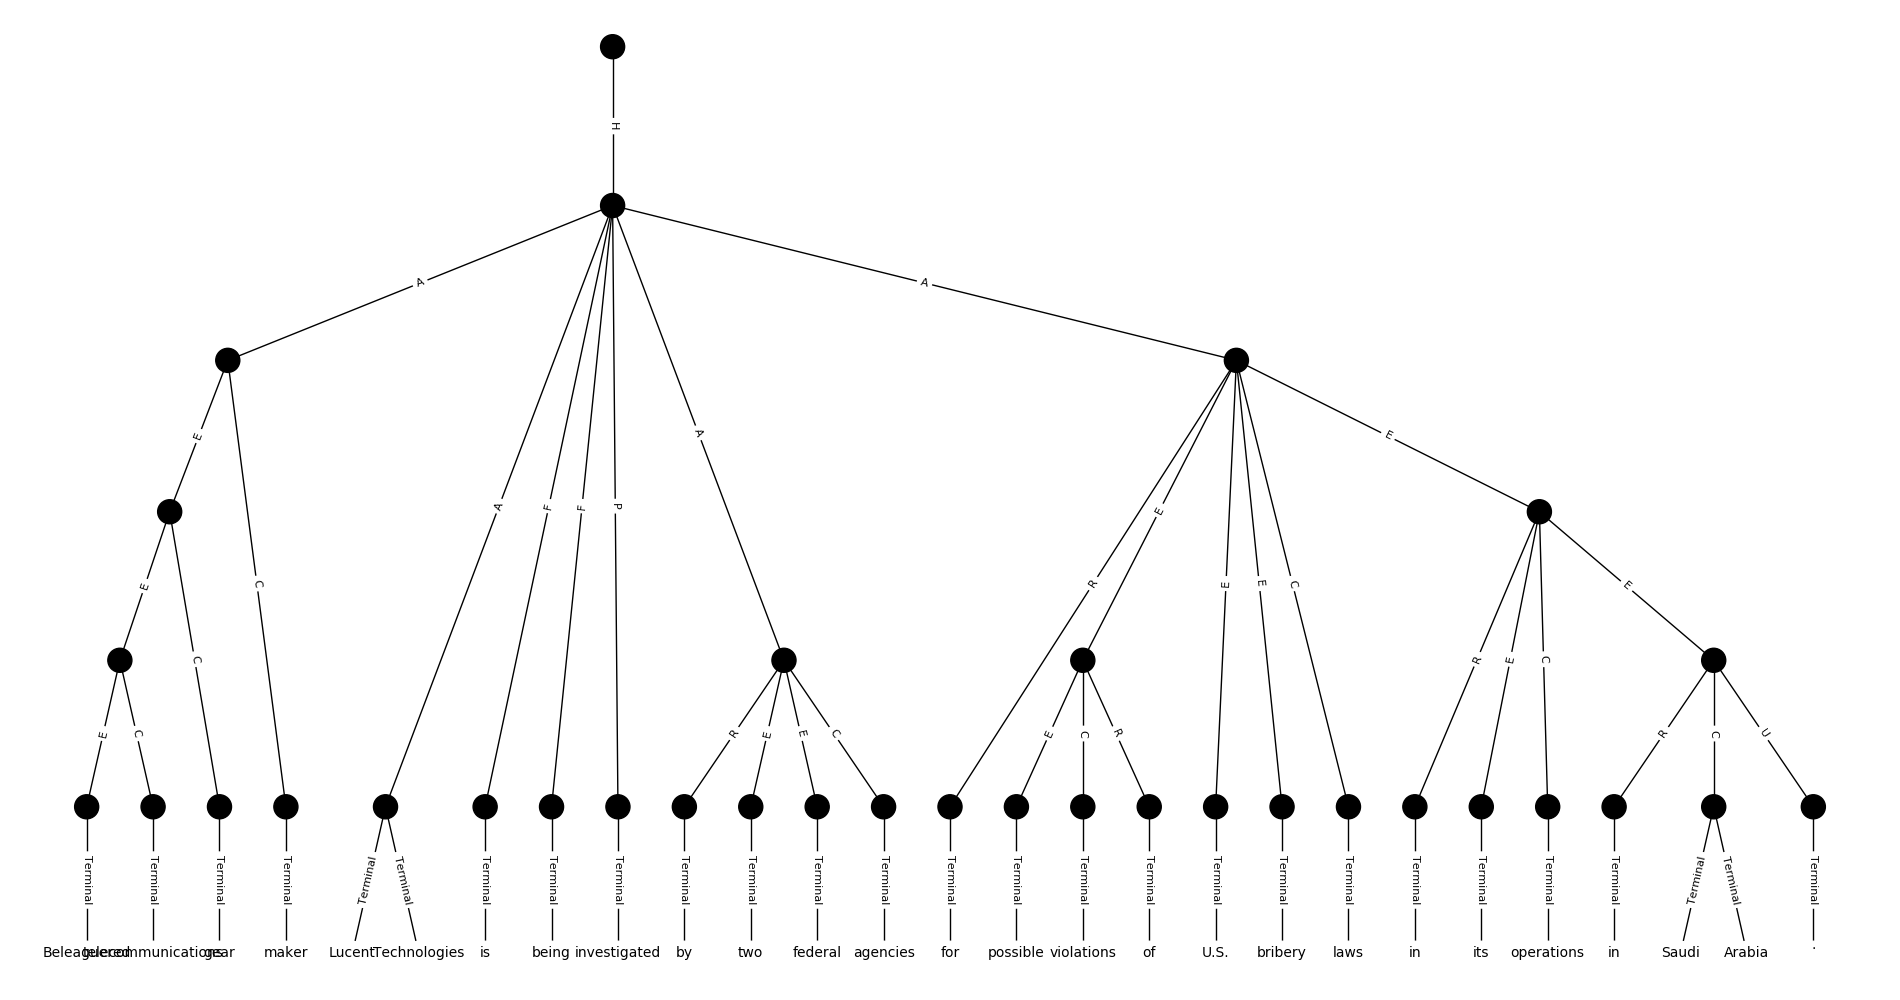 H
A A
A E
E
E F F P E
A E R E E C E
C
R E C
C
E C R E E C E C R R C U
Terminal Terminal Terminal Terminal Terminal Terminal Terminal Terminal Terminal Terminal Terminal Terminal Terminal Terminal Terminal Terminal Terminal Terminal Terminal Terminal Terminal Terminal Terminal Terminal Terminal Terminal Terminal
Beleaguered telecommunications gear maker Lucent Technologies is being investigated by two federal agencies for possible violations of U.S. bribery laws in its operations in Saudi Arabia .